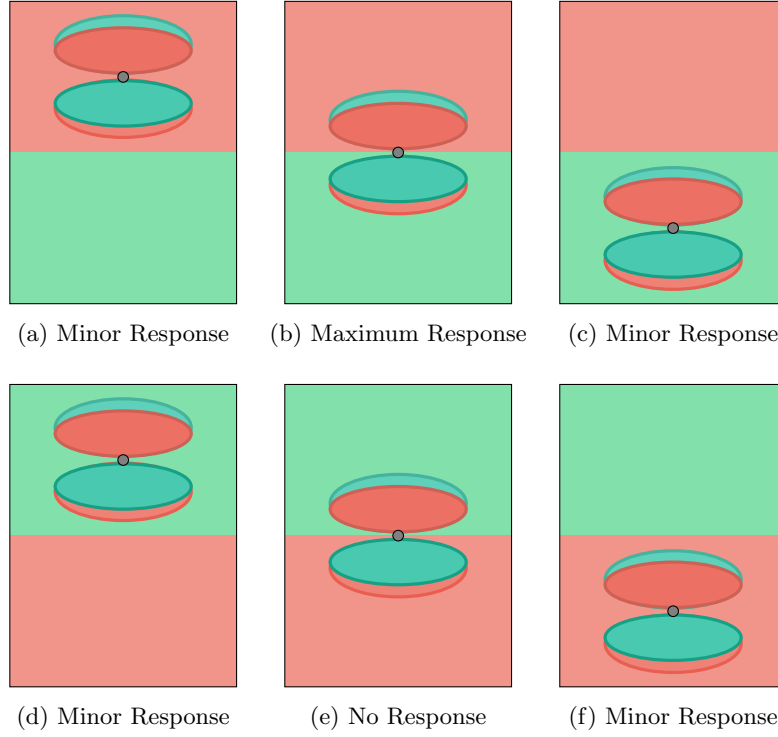 (a) Minor Response
(b) Maximum Response
(c) Minor Response
(d) Minor Response
(e) No Response
(f) Minor Response